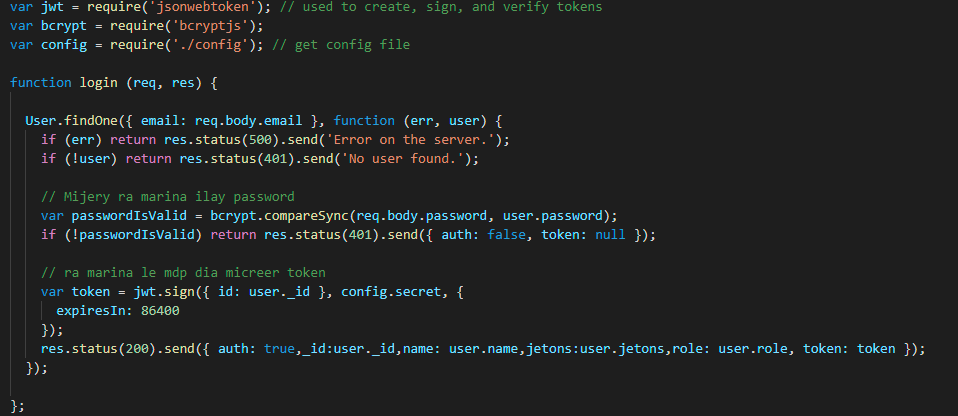 var jwt = require('jsonwebtoken'); // used to create, sign, and verify tokens
var bcrypt = require('bcryptjs');
var config = require('./config'); // get config file
function login (req, res) {
User.findOne({ email: req.body.email }, function (err, user) {
if (err) return res.status(500).send('Error on the server.');
if (!user) return res.status(401).send('No user found.');
// Mijery ra marina ilay password
var passwordIsValid = bcrypt.compareSync(req.body.password, user.password);
if (!passwordIsValid) return res.status(401).send({ auth: false, token: null });
// ra marina le mdp dia micreer token
var token = jwt.sign({ id: user._id }, config.secret, {
expiresIn: 86400
});
res.status(200).send({ auth: true,_id:user._id,name: user.name,jetons:user.jetons,role: user.role, token: token });
});
};